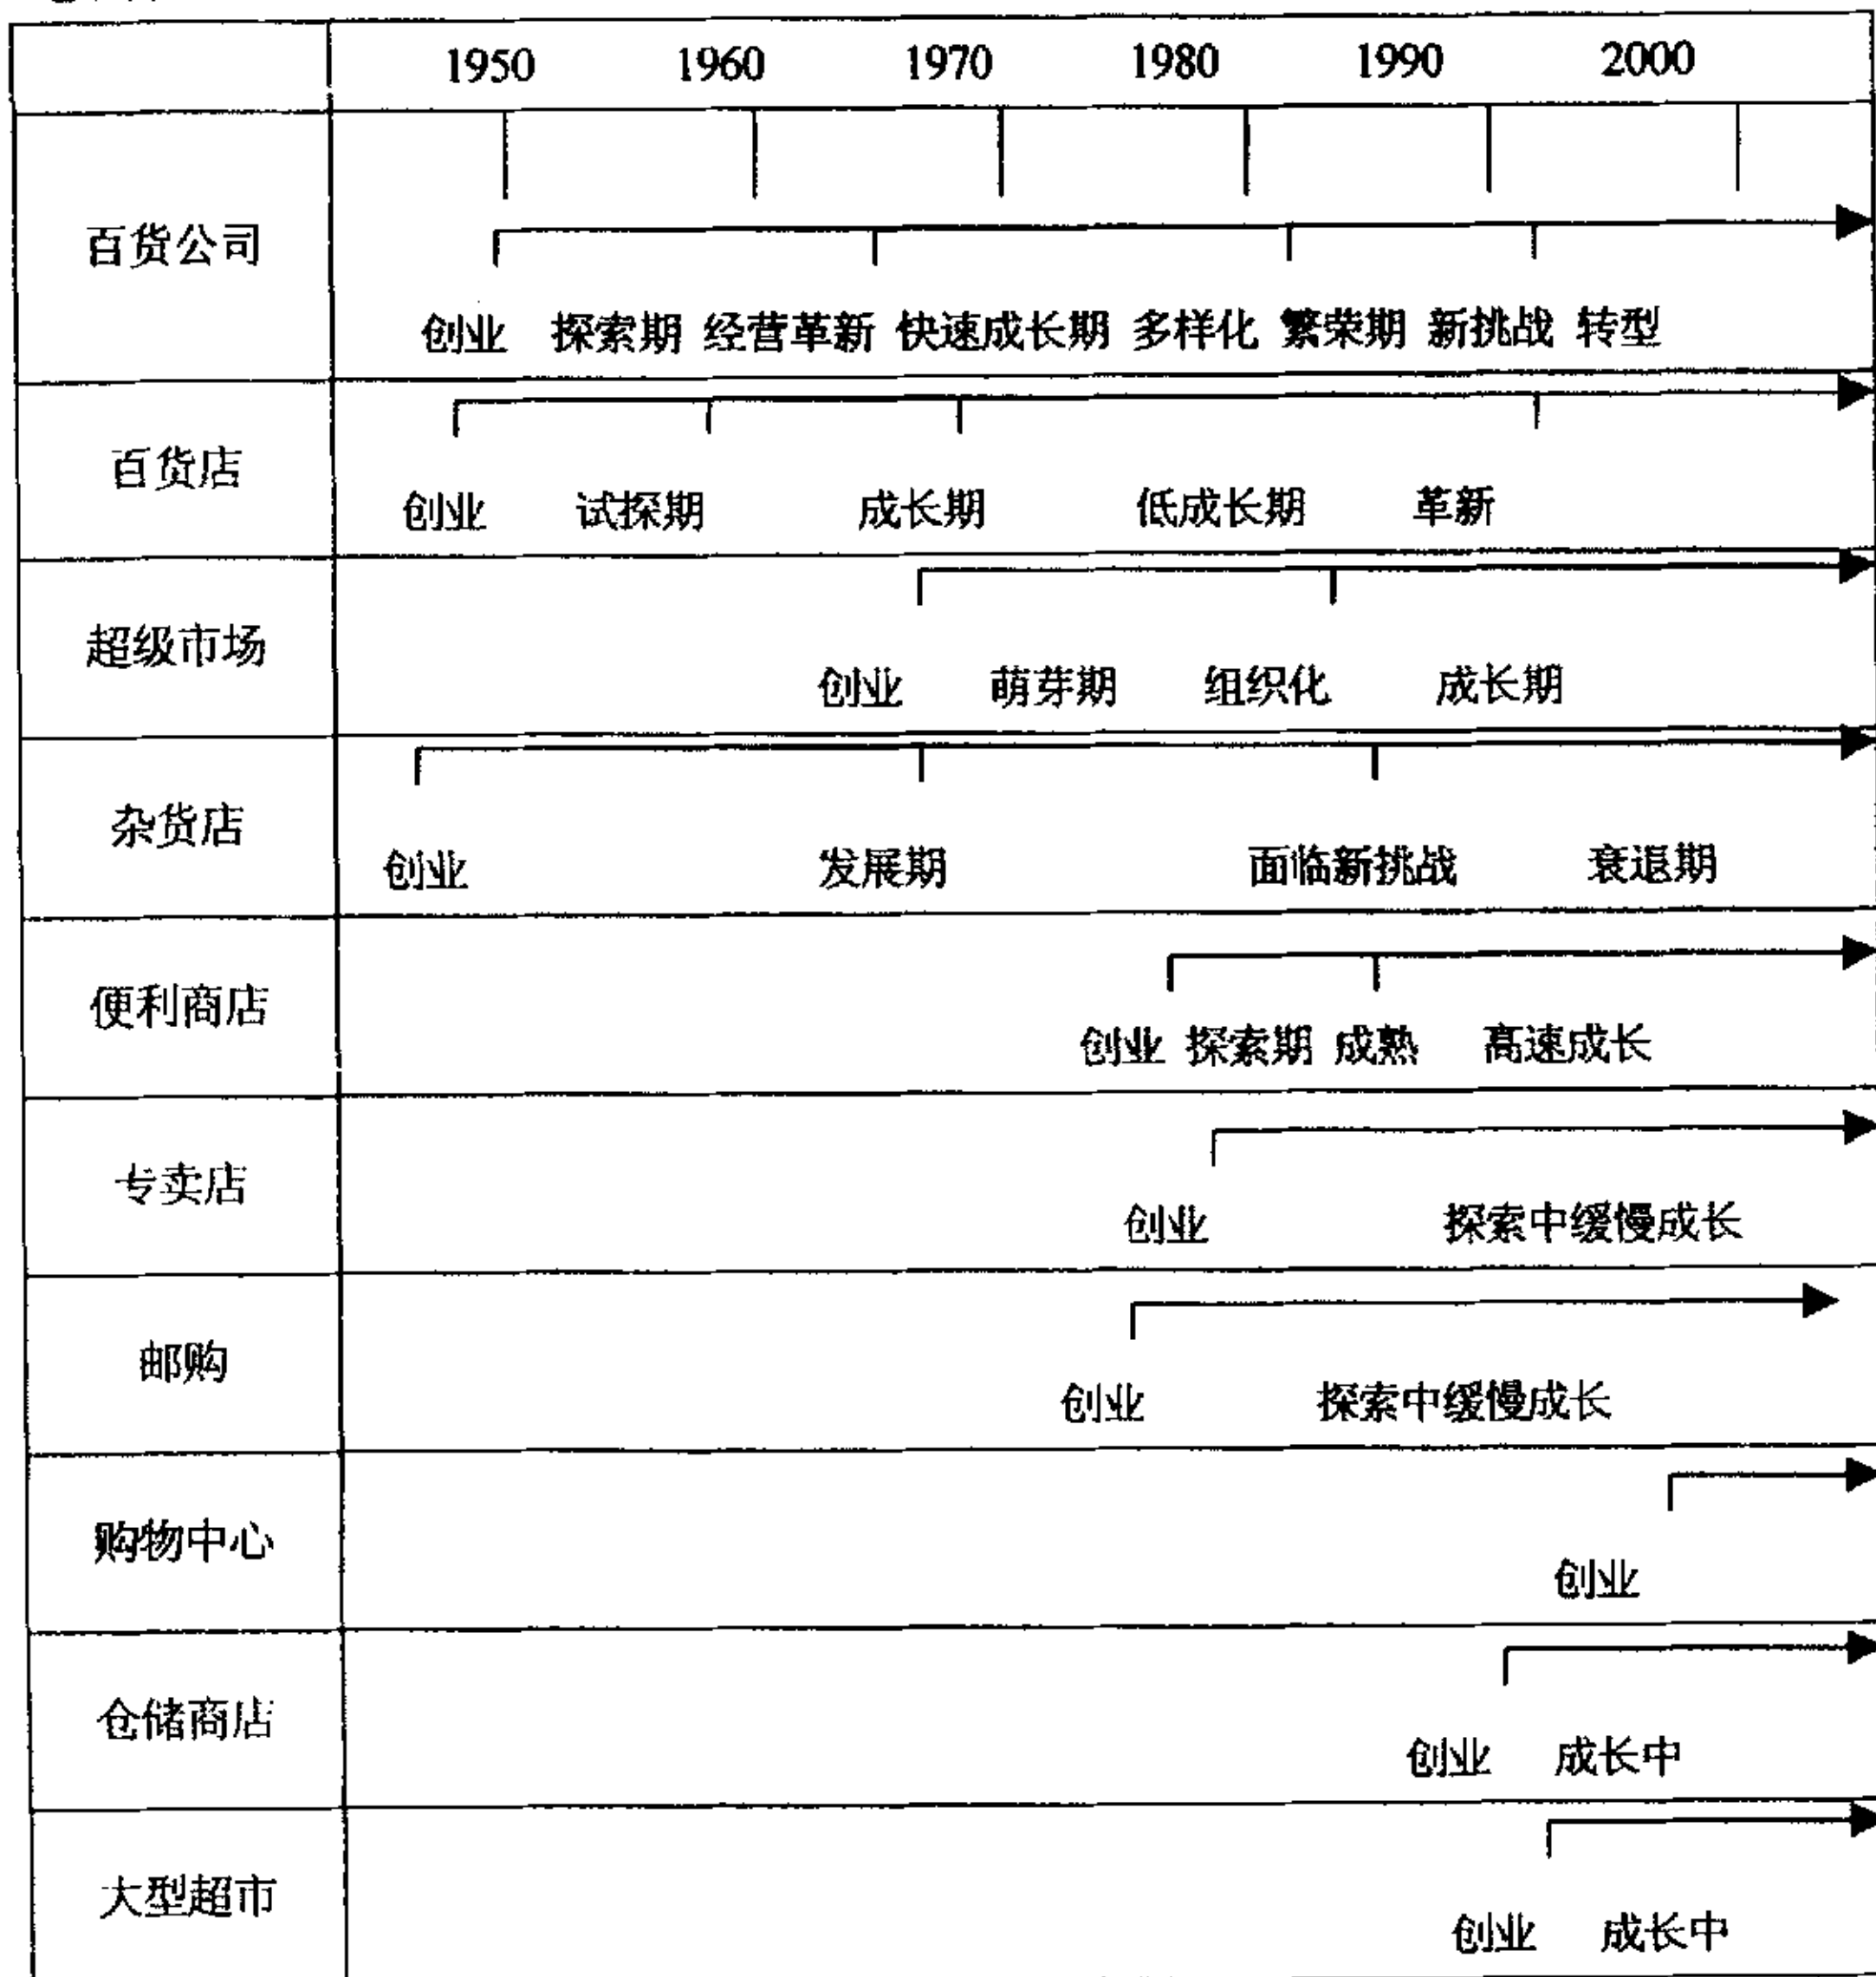 1950 1960 1970 1980 1990 2000
百货公司
创业 探索期 经营革新 快速成长期 多样化 繁荣期 新挑战 转型
百货店
创业 试探期 成长期 低成长期 革新
超级市场
创业 萌芽期 组织化 成长期
杂货店
创业 发展期 面临新挑战 衰退期
便利商店
创业 探索期 成熟 高速成长
专卖店
创业 探索中缓慢成长
邮购
创业 探索中缓慢成长
购物中心
创业
仓储商店
创业 成长中
大型超市
创业 成长中